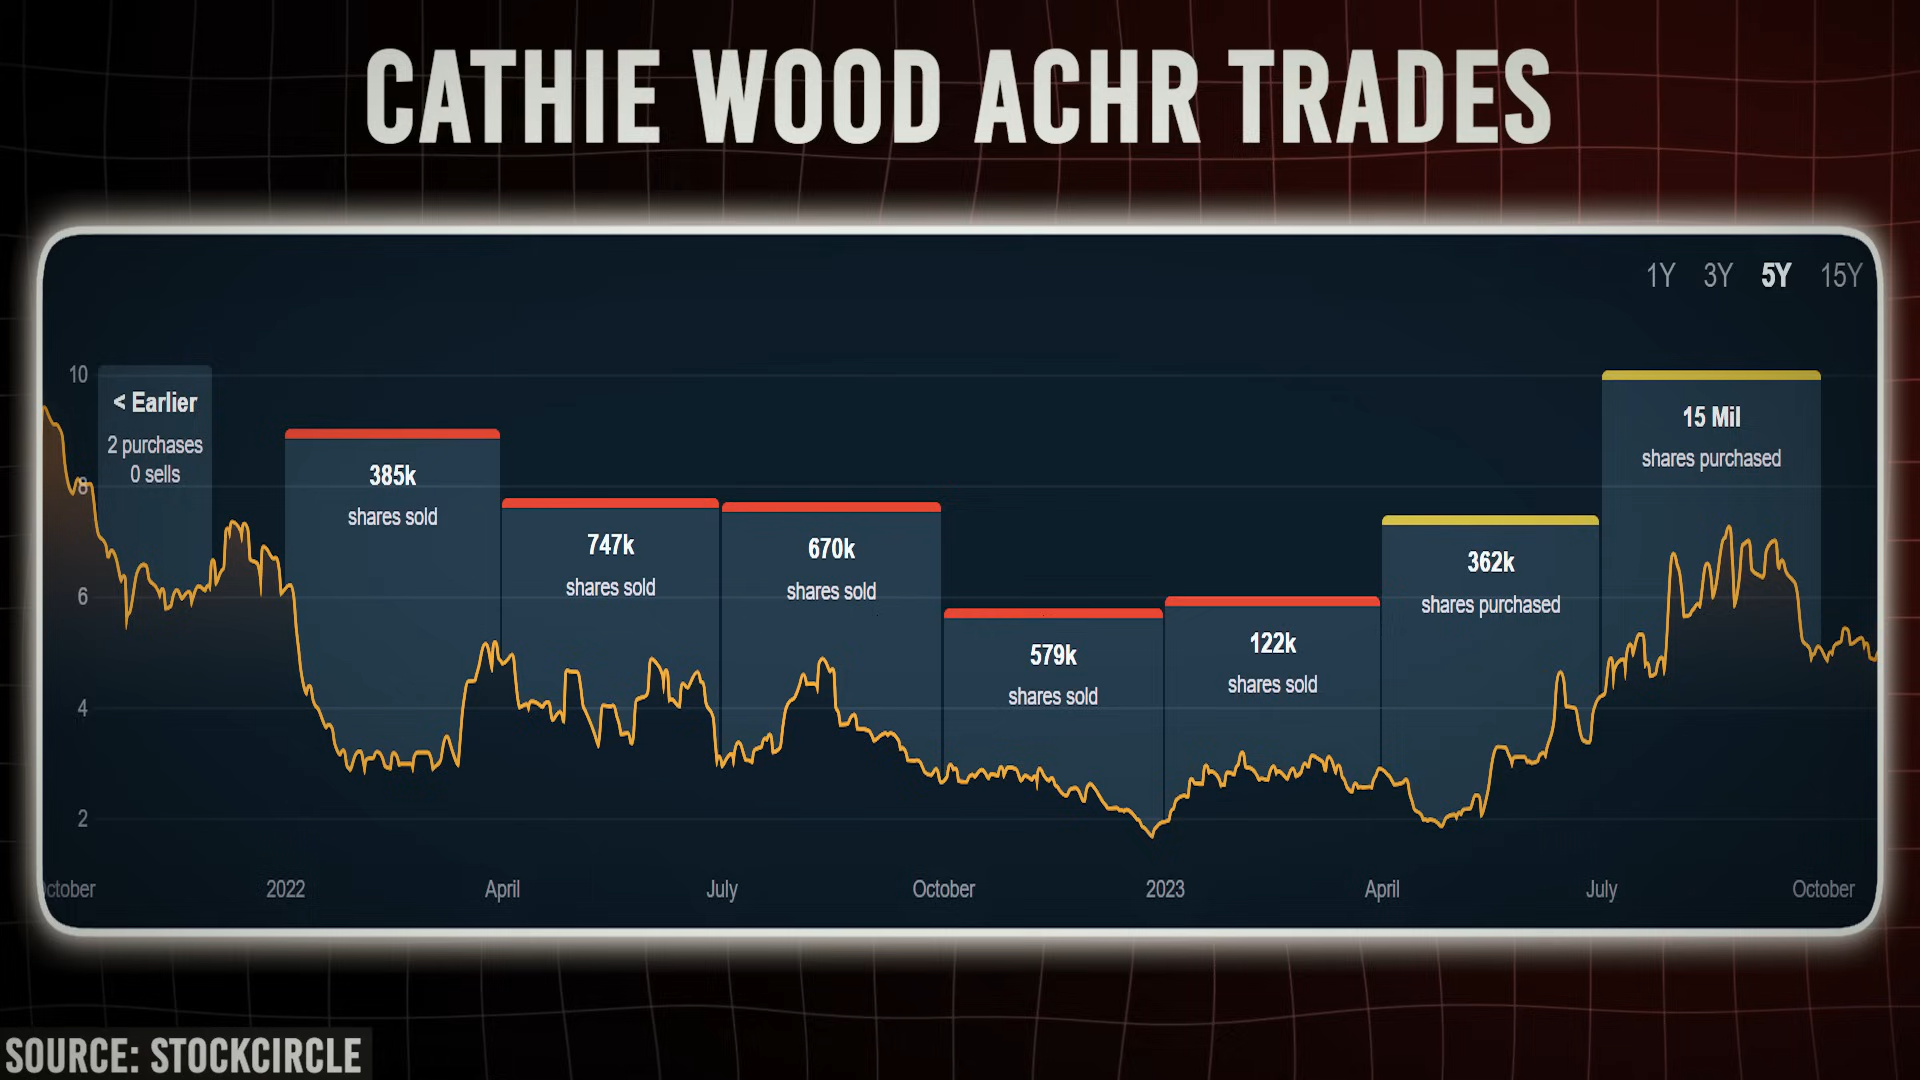 CATHIE WOOD ACHR TRADES
1Y 3Y 5Y 15Y
10
8
6
4
2
< Earlier
2 purchases
0 sells
385k
shares sold
747k
shares sold
670k
shares sold
579k
shares sold
122k
shares sold
362k
shares purchased
15 Mil
shares purchased
ctober 2022 April July October 2023 April July October
SOURCE: STOCKCIRCLE